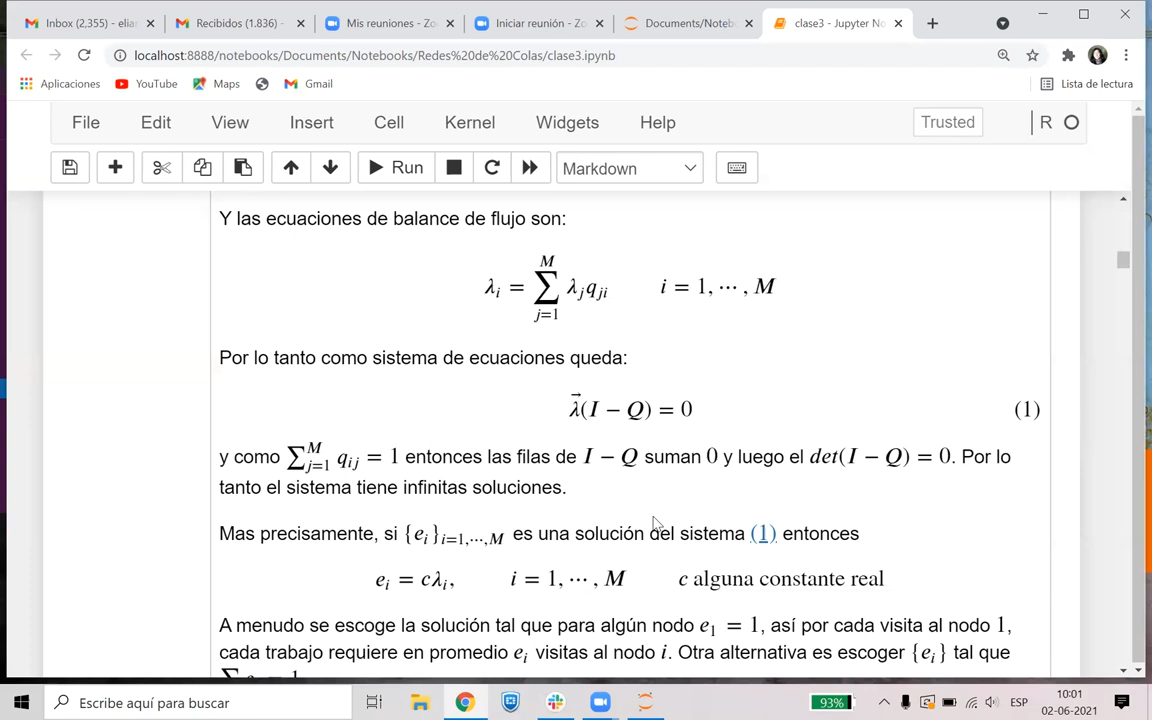 Inbox (2,355) - elia
Recibidos (1.836) -
Mis reuniones - Zo
Iniciar reunión - Zo
Documents/Noteb
clase3 - Jupyter No
localhost:8888/notebooks/Documents/Notebooks/Redes%20de%20Colas/clase3.ipynb
Aplicaciones YouTube Maps Gmail Lista de lectura
File Edit View Insert Cell Kernel Widgets Help Trusted R
Run Markdown
Y las ecuaciones de balance de flujo son:
λ_i = ∑_{j=1}^{M} λ_j q_{ji} i = 1, ⋯ , M
Por lo tanto como sistema de ecuaciones queda:
\vec{λ}(I − Q) = 0 (1)
y como ∑_{j=1}^{M} q_{ij} = 1 entonces las filas de I − Q suman 0 y luego el det(I − Q) = 0. Por lo
tanto el sistema tiene infinitas soluciones.
Mas precisamente, si {e_i}_{i=1,⋯,M} es una solución del sistema (1) entonces
e_i = cλ_i, i = 1, ⋯ , M c alguna constante real
A menudo se escoge la solución tal que para algún nodo e_1 = 1, así por cada visita al nodo 1,
cada trabajo requiere en promedio e_i visitas al nodo i. Otra alternativa es escoger {e_i} tal que
Escribe aquí para buscar
93%
ESP
10:01
02-06-2021